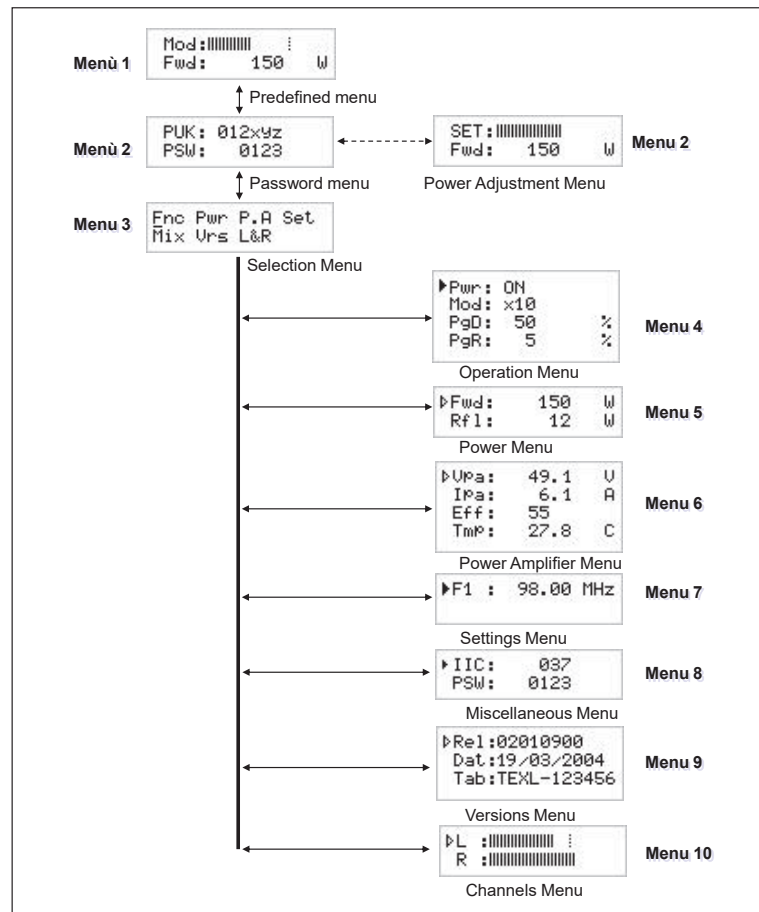 Menù 1
Mod:
Fwd: 150 W
Predefined menu
Menù 2
PUK: 012xyz
PSW: 0123
SET:
Fwd: 150 W
Menu 2
Password menu
Power Adjustment Menu
Menu 3
Fnc Pwr P.A Set
Mix Vrs L&R
Selection Menu
Pwr: ON
Mod: x10
PgD: 50 %
PgR: 5 %
Menu 4
Operation Menu
Fwd: 150 W
Rfl: 12 W
Menu 5
Power Menu
VPa: 49.1 V
IPa: 6.1 A
Eff: 55
Tmp: 27.8 C
Menu 6
Power Amplifier Menu
F1 : 98.00 MHz
Menu 7
Settings Menu
IIC: 037
PSW: 0123
Menu 8
Miscellaneous Menu
Rel:02010900
Dat:19/03/2004
Tab:TEXL-123456
Menu 9
Versions Menu
L :
R :
Menu 10
Channels Menu